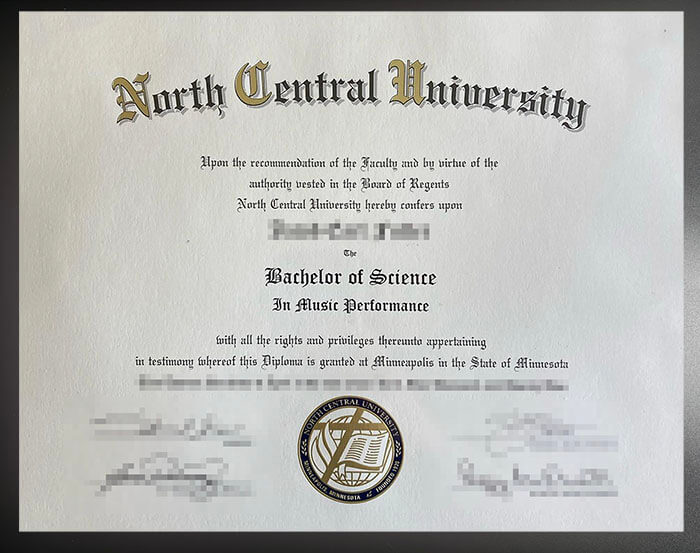 North Central University
Upon the recommendation of the Faculty and by virtue of the
authority vested in the Board of Regents
North Central University hereby confers upon
The
Bachelor of Science
In Music Performance
with all the rights and privileges thereunto appertaining
in testimony whereof this Diploma is granted at Minneapolis in the State of Minnesota
NORTH CENTRAL UNIVERSITY
MINNEAPOLIS, MINNESOTA
FOUNDED 1930